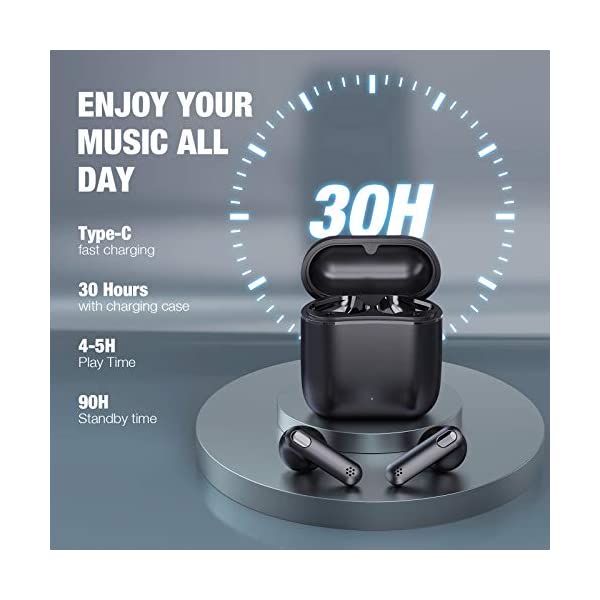 ENJOY YOUR
MUSIC ALL
DAY
Type-C
fast charging
30 Hours
with charging case
4-5H
Play Time
90H
Standby time
30H